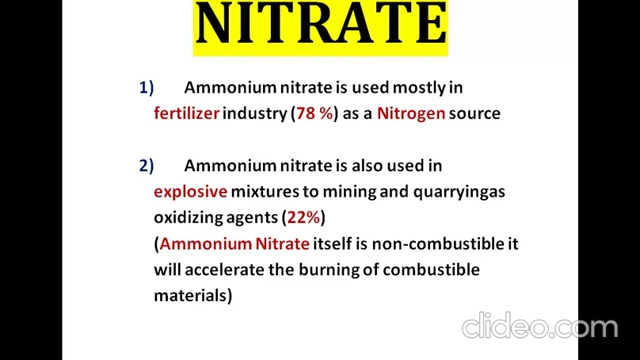 NITRATE
1) Ammonium nitrate is used mostly in
fertilizer industry (78 %) as a Nitrogen source
2) Ammonium nitrate is also used in
explosive mixtures to mining and quarryingas
oxidizing agents (22%)
(Ammonium Nitrate itself is non-combustible it
will accelerate the burning of combustible
materials)
clideo.com